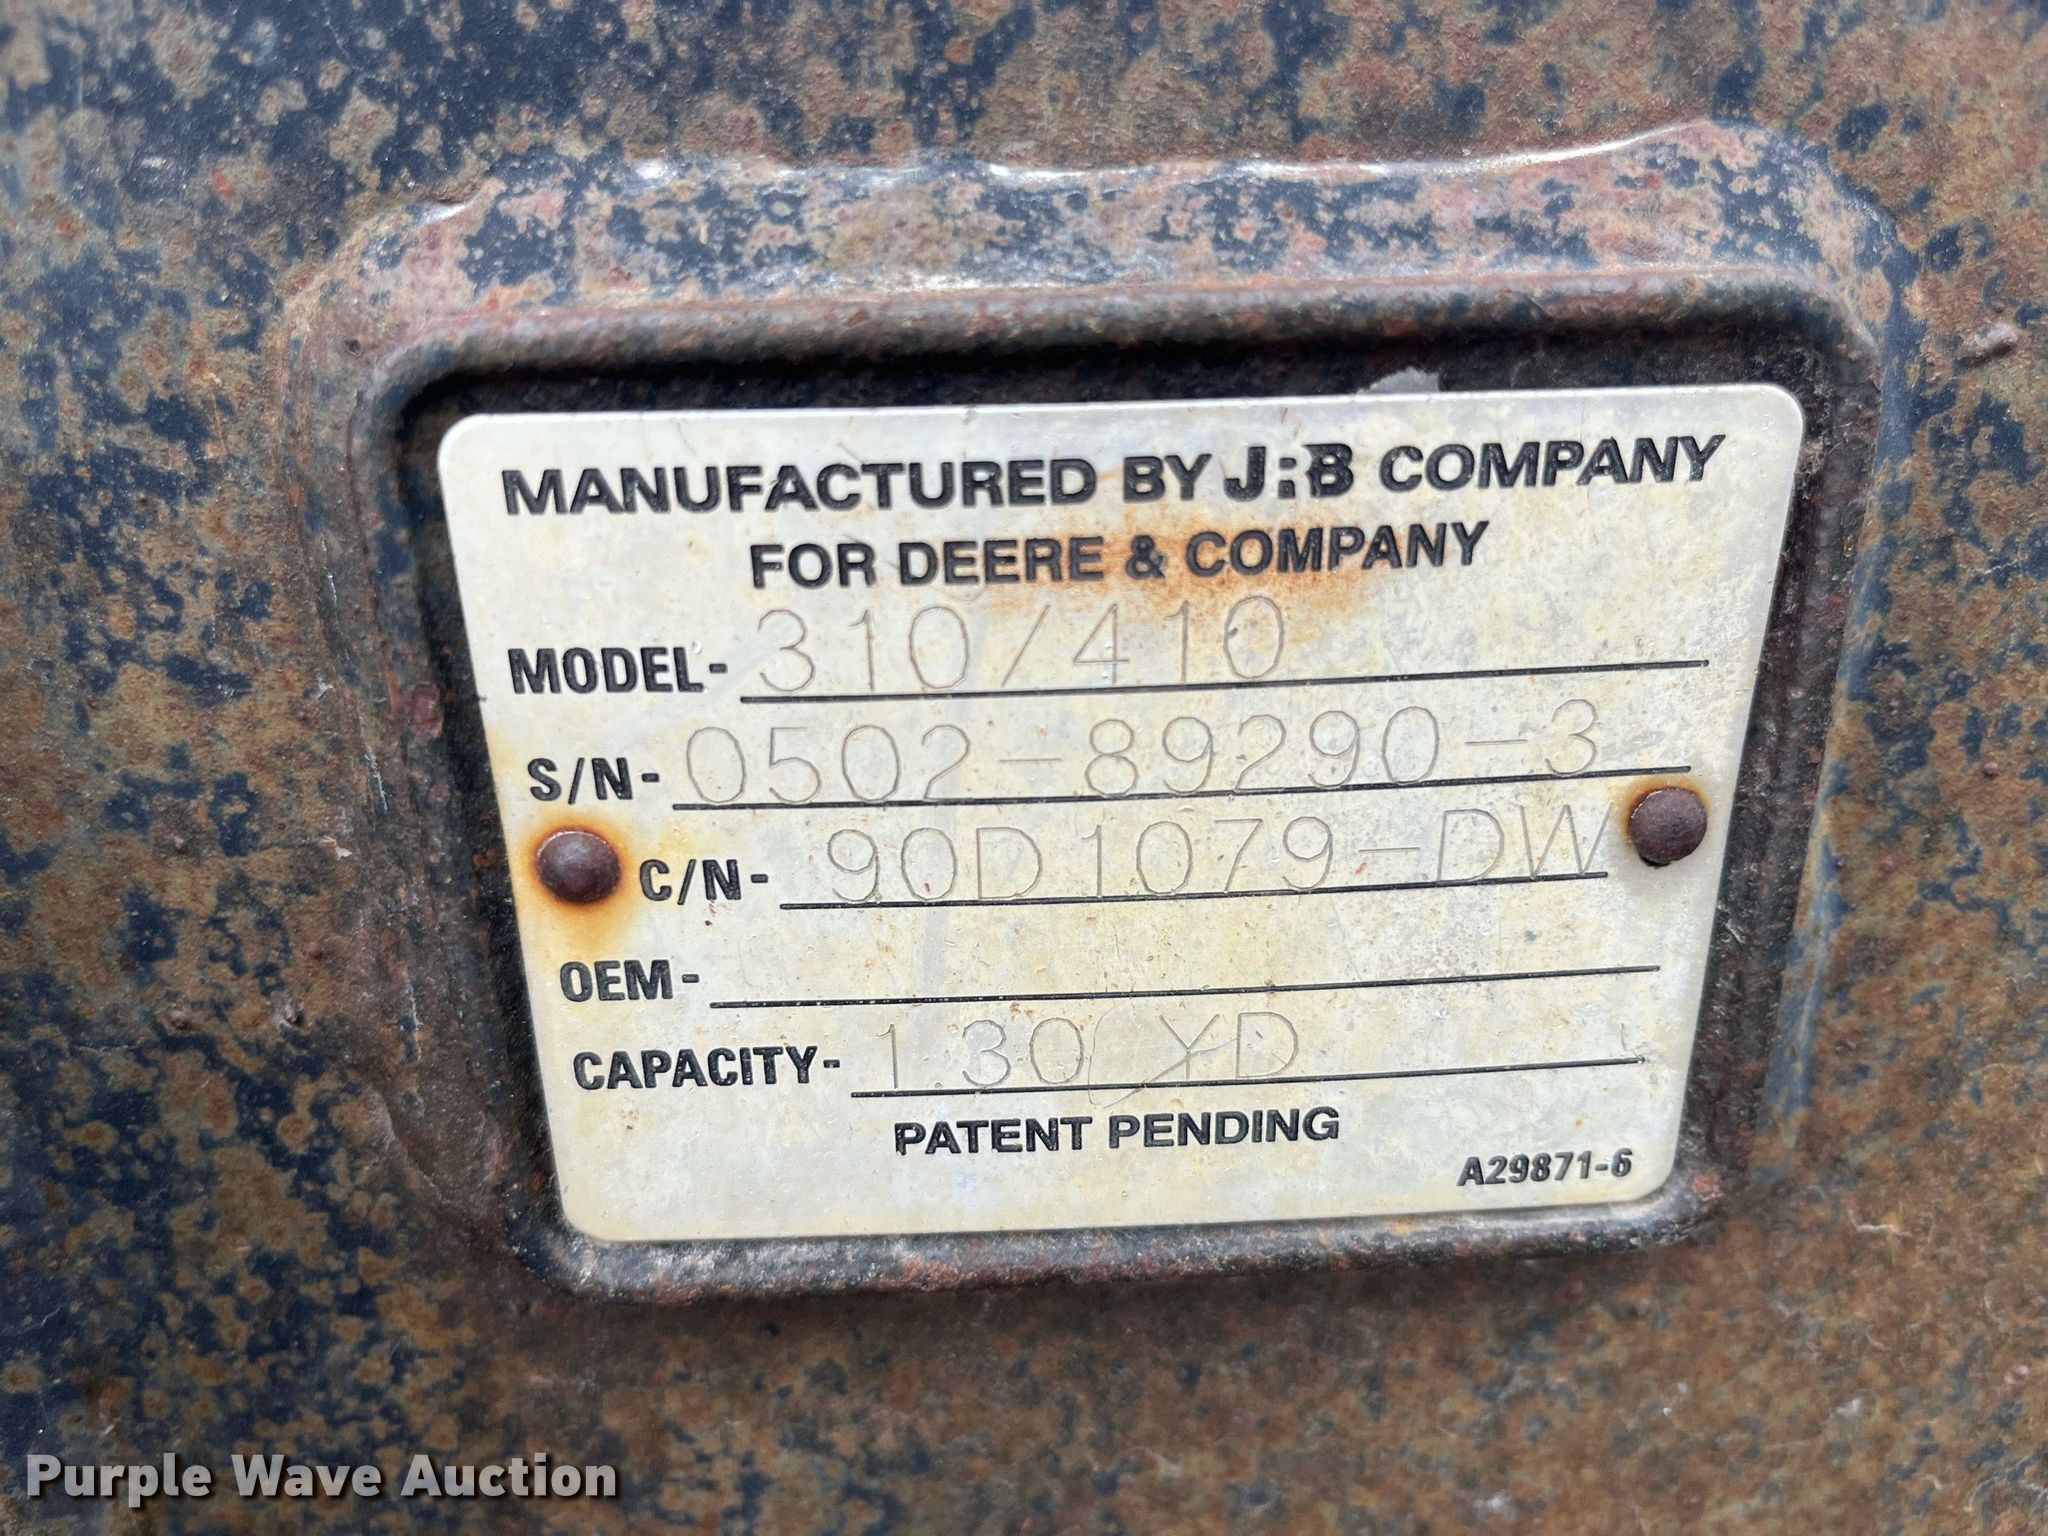 MANUFACTURED BY J.B COMPANY
FOR DEERE & COMPANY
MODEL- 310/410
S/N- 0502-89290-3
C/N- 90D1079-DW
OEM-
CAPACITY- 1.30 YD
PATENT PENDING
A29871-6
Purple Wave Auction